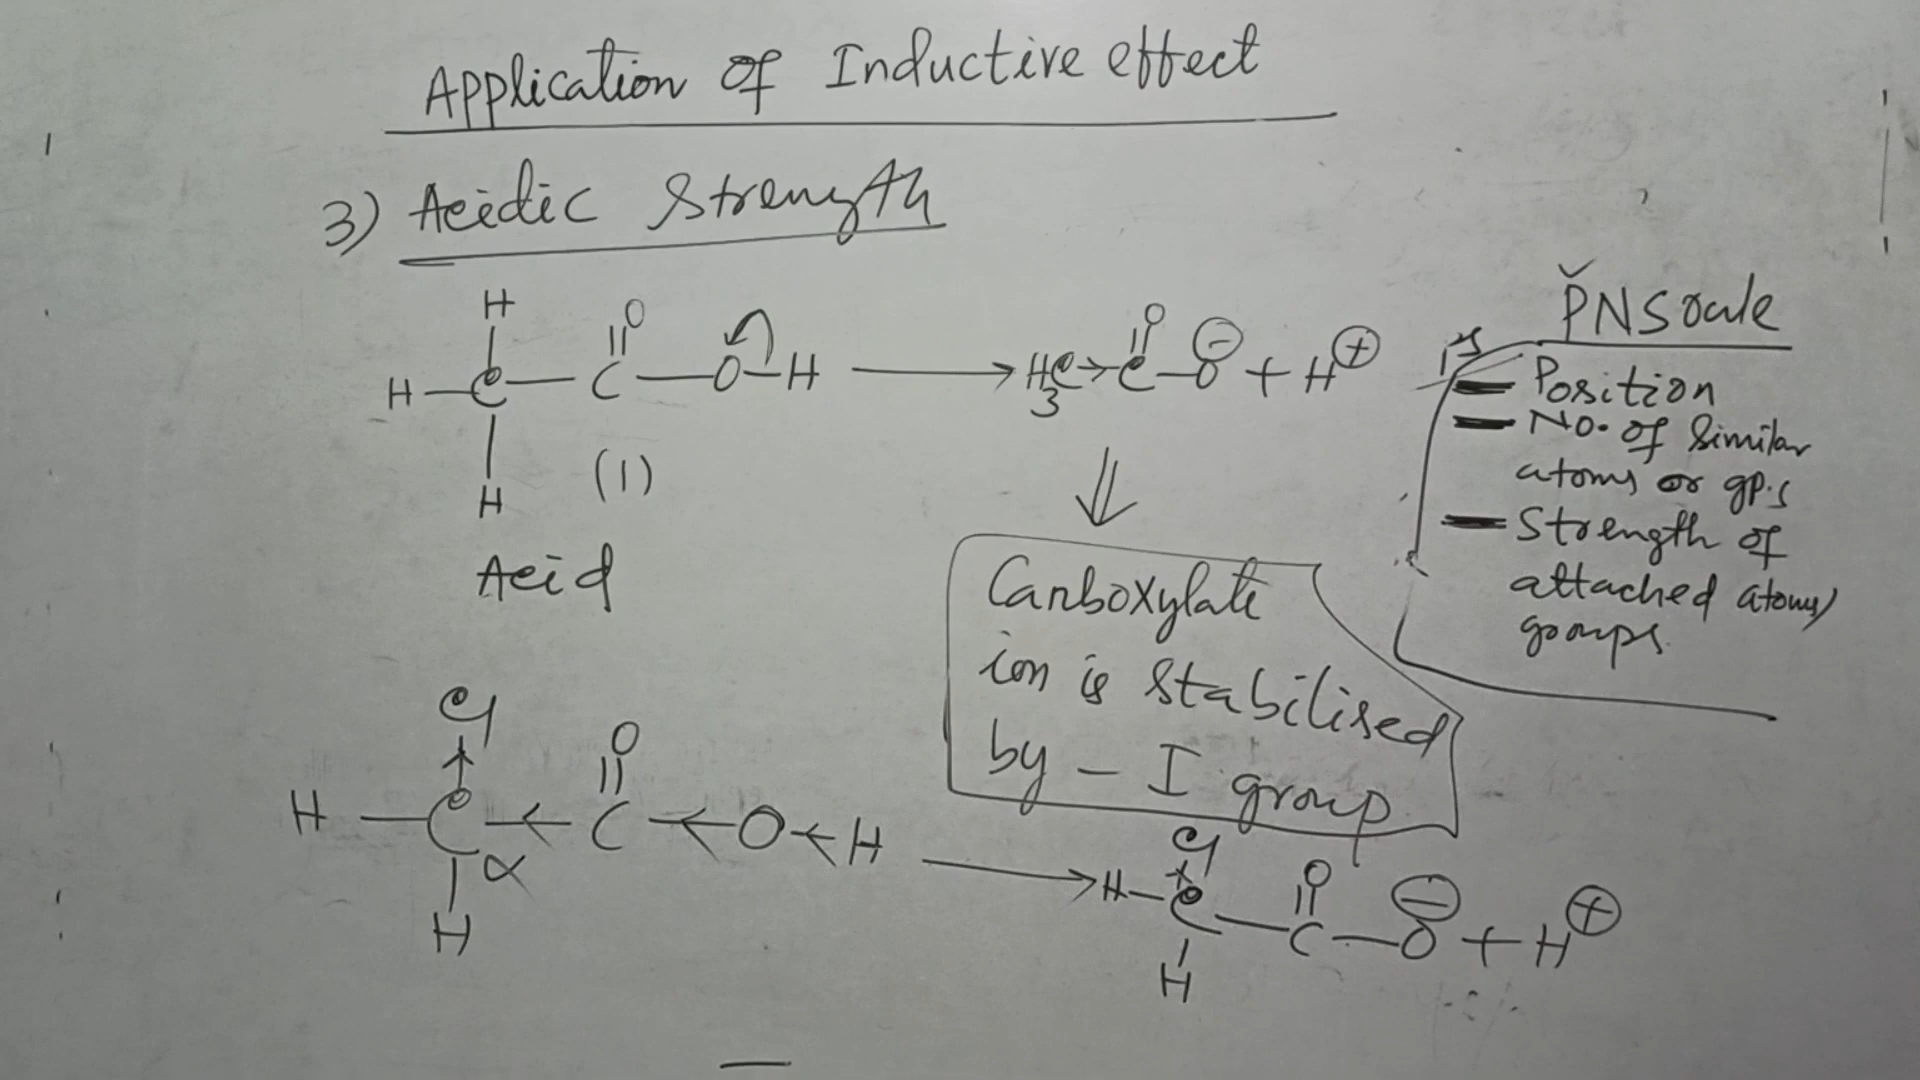 Application of Inductive effect
3) Acidic Strength
H
H — C — C — O — H ⟶ H3C → C — O⊖ + H⊕
O
O
H
(1)
Acid
Carboxylate
ion is stabilised
by – I group
PNS rule
– Position
– No. of similar
atoms or gp.s
– Strength of
attached atoms/
groups.
Cl
O
H — C ← C ← O ← H ⟶
α
H
Cl
O
H — C — C — O⊖ + H⊕
H